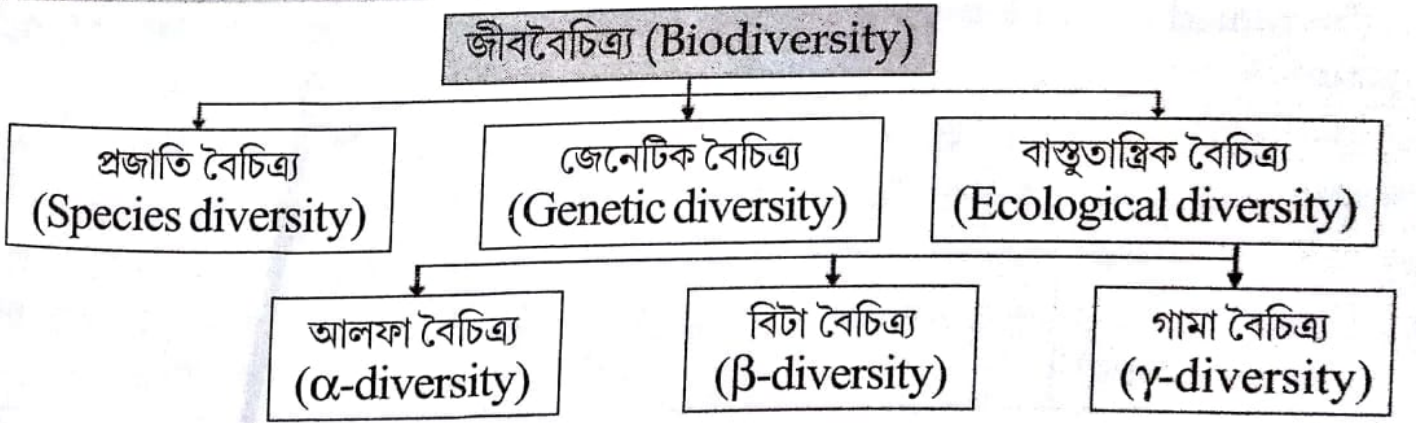 জীববৈচিত্র্য (Biodiversity)
প্রজাতি বৈচিত্র্য
(Species diversity)
জেনেটিক বৈচিত্র্য
(Genetic diversity)
বাস্তুতান্ত্রিক বৈচিত্র্য
(Ecological diversity)
আলফা বৈচিত্র্য
(α-diversity)
বিটা বৈচিত্র্য
(β-diversity)
গামা বৈচিত্র্য
(γ-diversity)